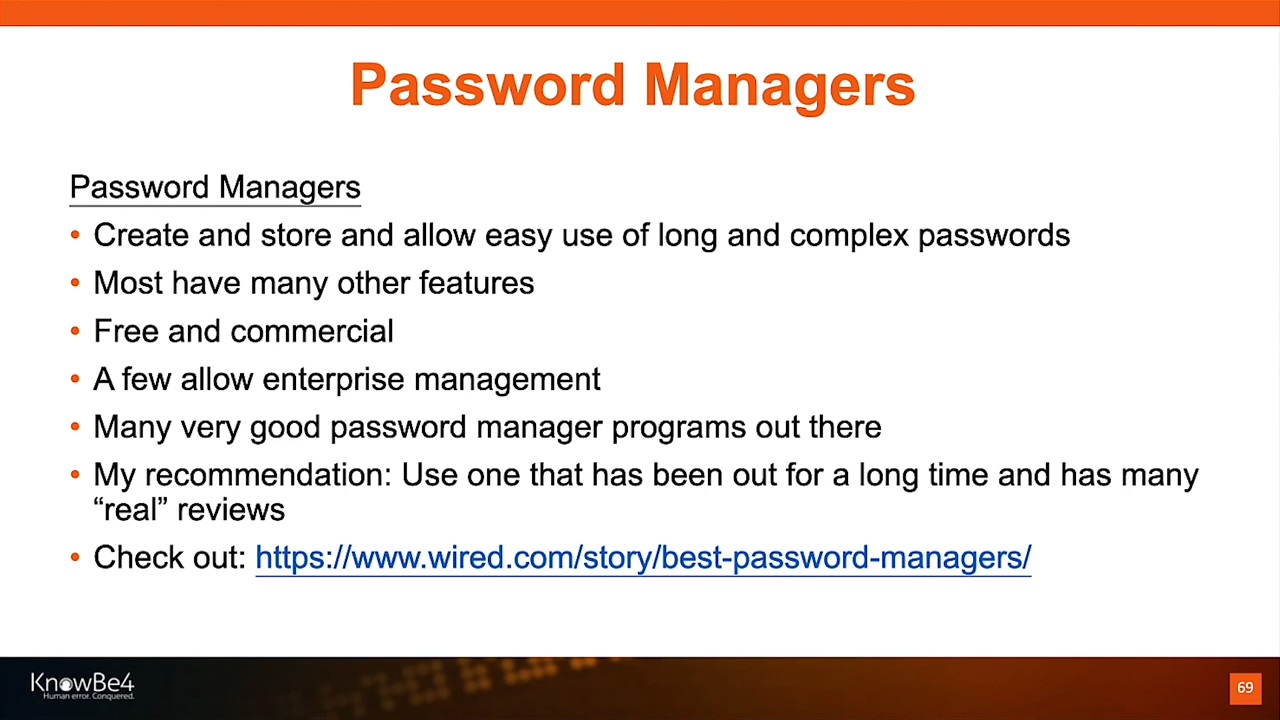 Password Managers
Password Managers
• Create and store and allow easy use of long and complex passwords
• Most have many other features
• Free and commercial
• A few allow enterprise management
• Many very good password manager programs out there
• My recommendation: Use one that has been out for a long time and has many
“real” reviews
• Check out: https://www.wired.com/story/best-password-managers/
KnowBe4
Human error. Conquered.
69